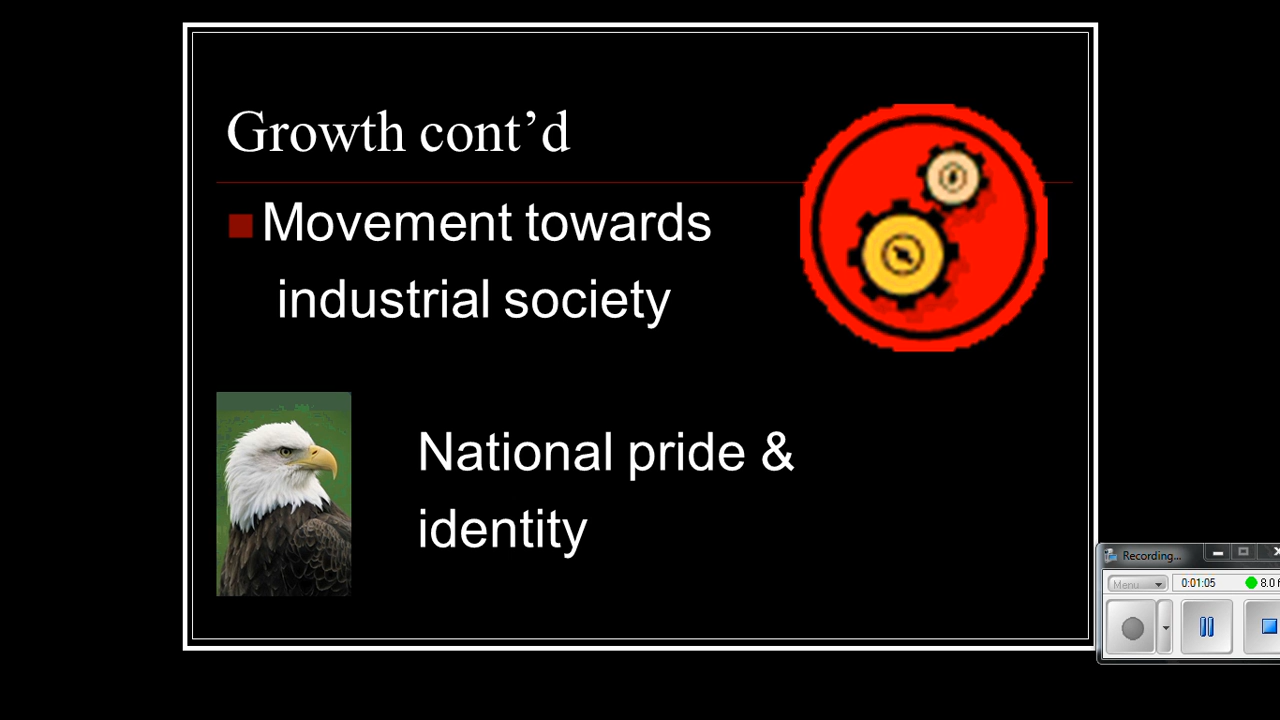 Growth cont’d
Movement towards
industrial society
National pride &
identity
Recording...
Menu
0:01:05
8.0 f